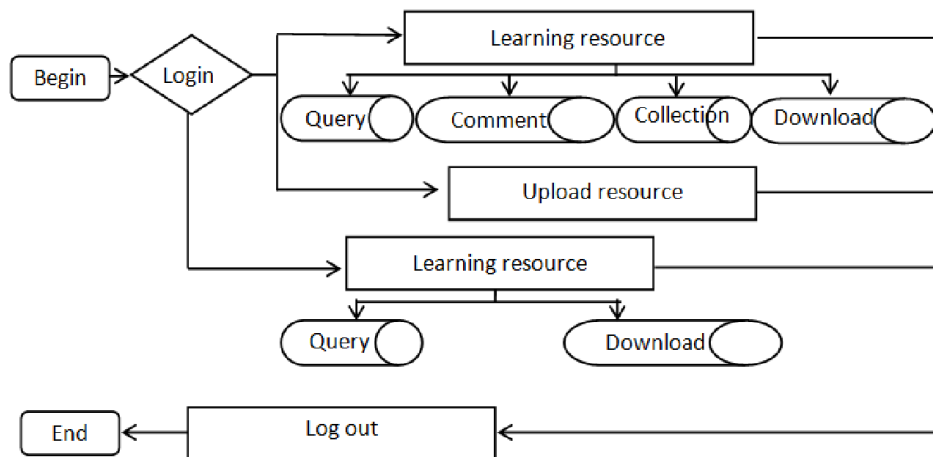 Learning resource
Begin
Login
Query
Comment
Collection
Download
Upload resource
Learning resource
Query
Download
End
Log out